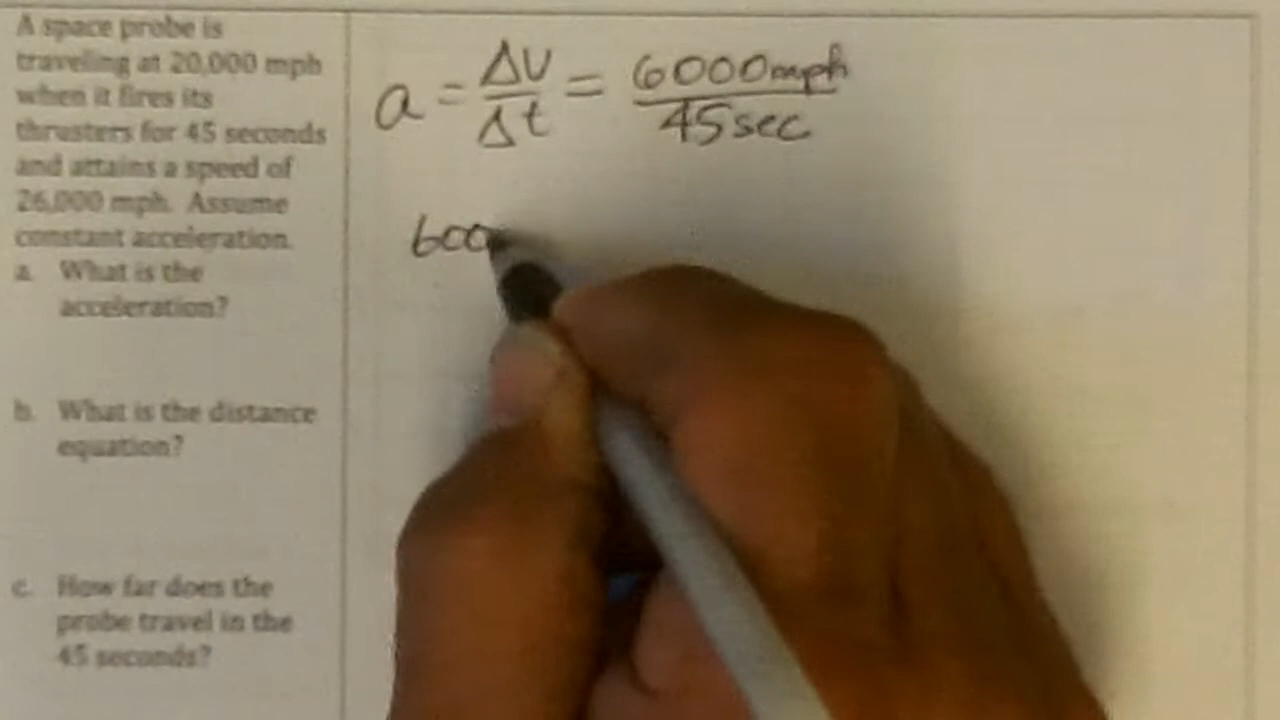 A space probe is
traveling at 20,000 mph
when it fires its
thrusters for 45 seconds
and attains a speed of
26,000 mph. Assume
constant acceleration.
a. What is the
acceleration?
b. What is the distance
equation?
c. How far does the
probe travel in the
45 seconds?
a = ΔV/Δt = 6000mph/45sec
600